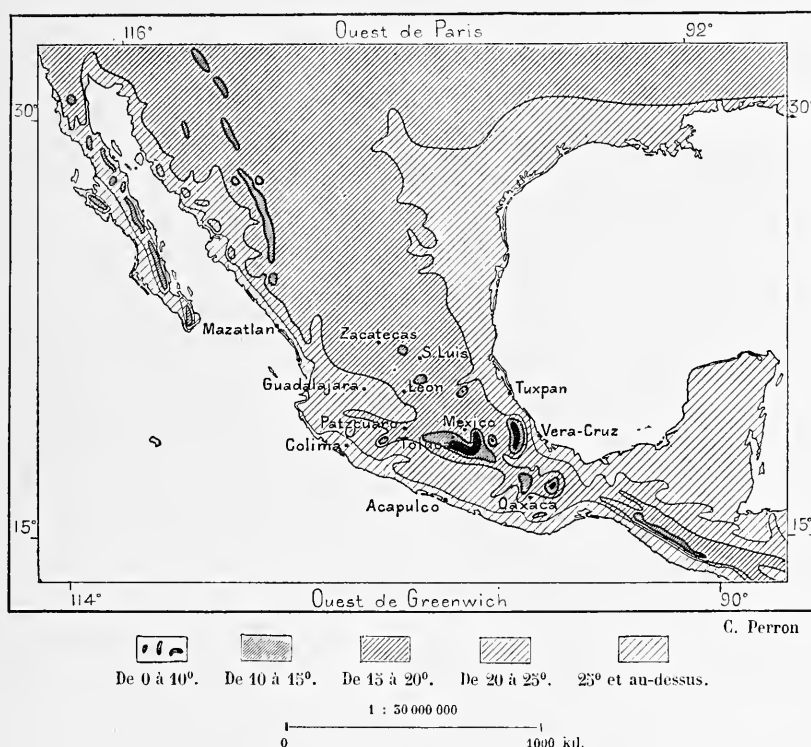 Ouest de Paris
116° 92°
30° 30°
Mazatlan
Zacatecas
S. Luis
Guadalajara Léon Tuxpan
Patzcuaro Mexico Vera-Cruz
Colima
Acapulco Oaxaca
15° 15°
114° Ouest de Greenwich 90°
C. Perron
De 0 à 10°. De 10 à 15°. De 15 à 20°. De 20 à 25°. 25° et au-dessus.
1 : 30 000 000
0 1000 kil.